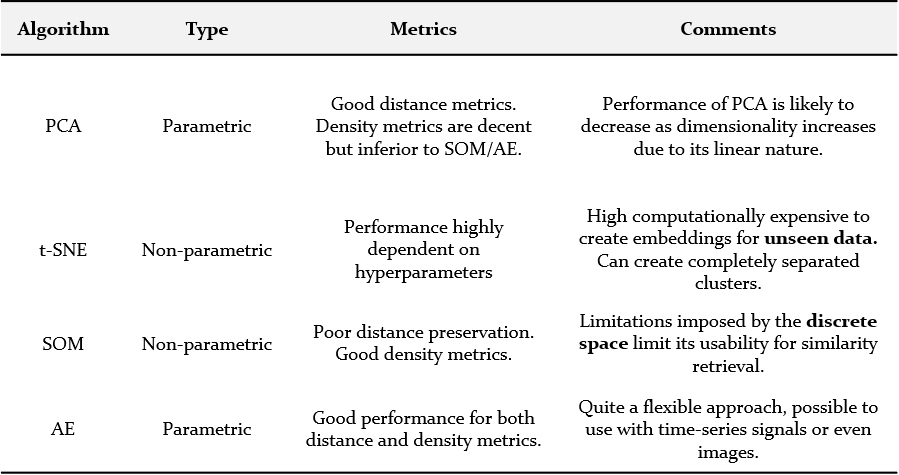 Algorithm Type Metrics Comments
Good distance metrics.
Density metrics are decent
but inferior to SOM/AE.
Performance of PCA is likely to
decrease as dimensionality increases
due to its linear nature.
PCA Parametric
t-SNE Non-parametric
Performance highly
dependent on
hyperparameters
High computationally expensive to
create embeddings for unseen data.
Can create completely separated
clusters.
SOM Non-parametric
Poor distance preservation.
Good density metrics.
Limitations imposed by the discrete
space limit its usability for similarity
retrieval.
AE Parametric
Good performance for both
distance and density metrics.
Quite a flexible approach, possible to
use with time-series signals or even
images.